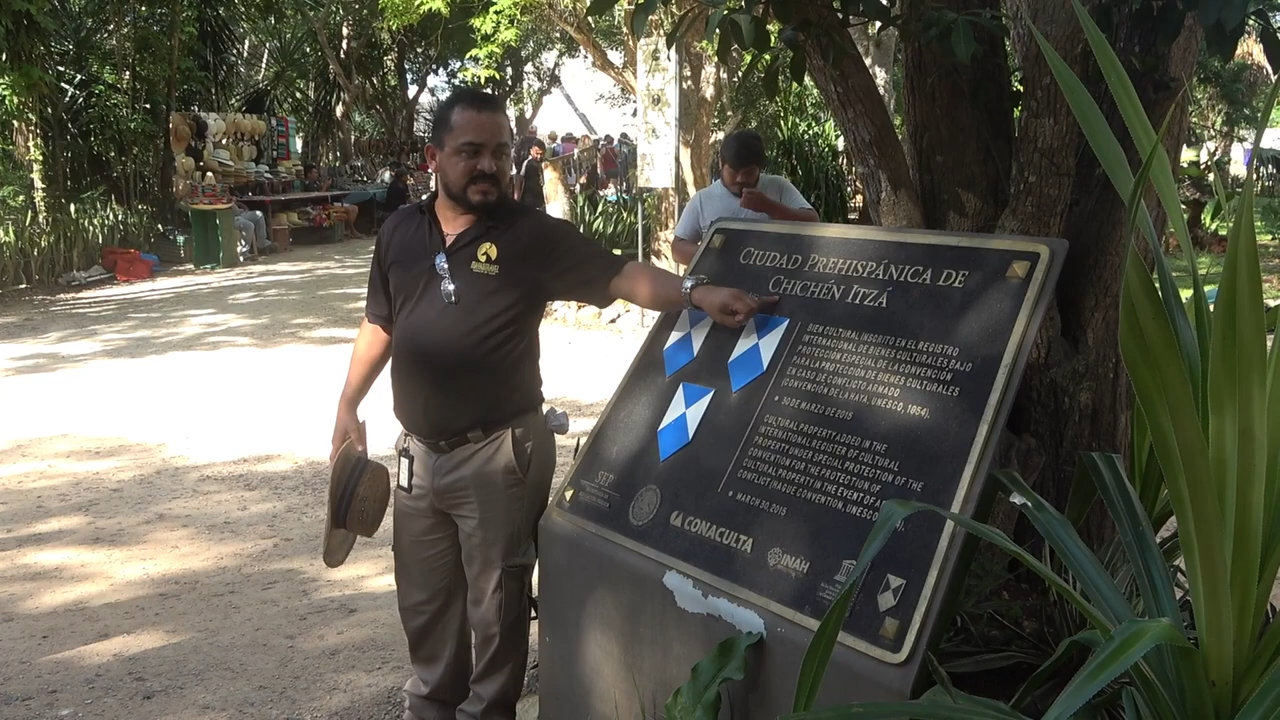 CIUDAD PREHISPÁNICA DE
CHICHÉN ITZÁ
BIEN CULTURAL INSCRITO EN EL REGISTRO
INTERNACIONAL DE BIENES CULTURALES BAJO
PROTECCIÓN ESPECIAL DE LA CONVENCIÓN
PARA LA PROTECCIÓN DE BIENES CULTURALES
EN CASO DE CONFLICTO ARMADO
(CONVENCIÓN DE LA HAYA, UNESCO, 1954).
• 30 DE MARZO DE 2015
CULTURAL PROPERTY ADDED IN THE
INTERNATIONAL REGISTER OF CULTURAL
PROPERTY UNDER SPECIAL PROTECTION OF THE
CONVENTION FOR THE PROTECTION OF
CULTURAL PROPERTY IN THE EVENT OF
CONFLICT (HAGUE CONVENTION, UNESCO
• MARCH 30, 2015
SEP
CONACULTA
INAH